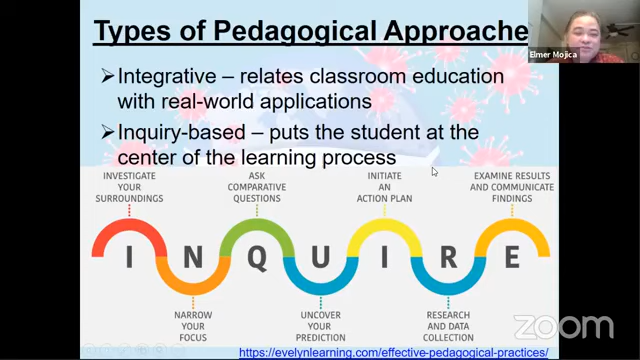 Types of Pedagogical Approache
Elmer Mojica
➢Integrative – relates classroom education
with real-world applications
➢Inquiry-based – puts the student at the
center of the learning process
INVESTIGATE
YOUR
SURROUNDINGS
ASK
COMPARATIVE
QUESTIONS
INITIATE
AN
ACTION PLAN
EXAMINE RESULTS
AND COMMUNICATE
FINDINGS
I N Q U I R E
NARROW
YOUR
FOCUS
UNCOVER
YOUR
PREDICTION
RESEARCH
AND DATA
COLLECTION
zoom
https://evelynlearning.com/effective-pedagogical-practices/